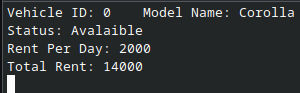 Vehicle ID: 0    Model Name: Corolla
Status: Avalaible
Rent Per Day: 2000
Total Rent: 14000